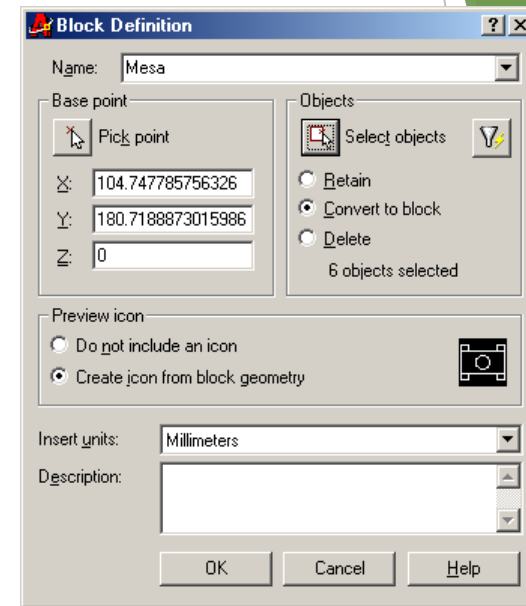 Block Definition
Name: Mesa
Base point
Pick point
X: 104.747785756326
Y: 180.7188873015986
Z: 0
Objects
Select objects
Retain
Convert to block
Delete
6 objects selected
Preview icon
Do not include an icon
Create icon from block geometry
Insert units: Millimeters
Description:
OK Cancel Help